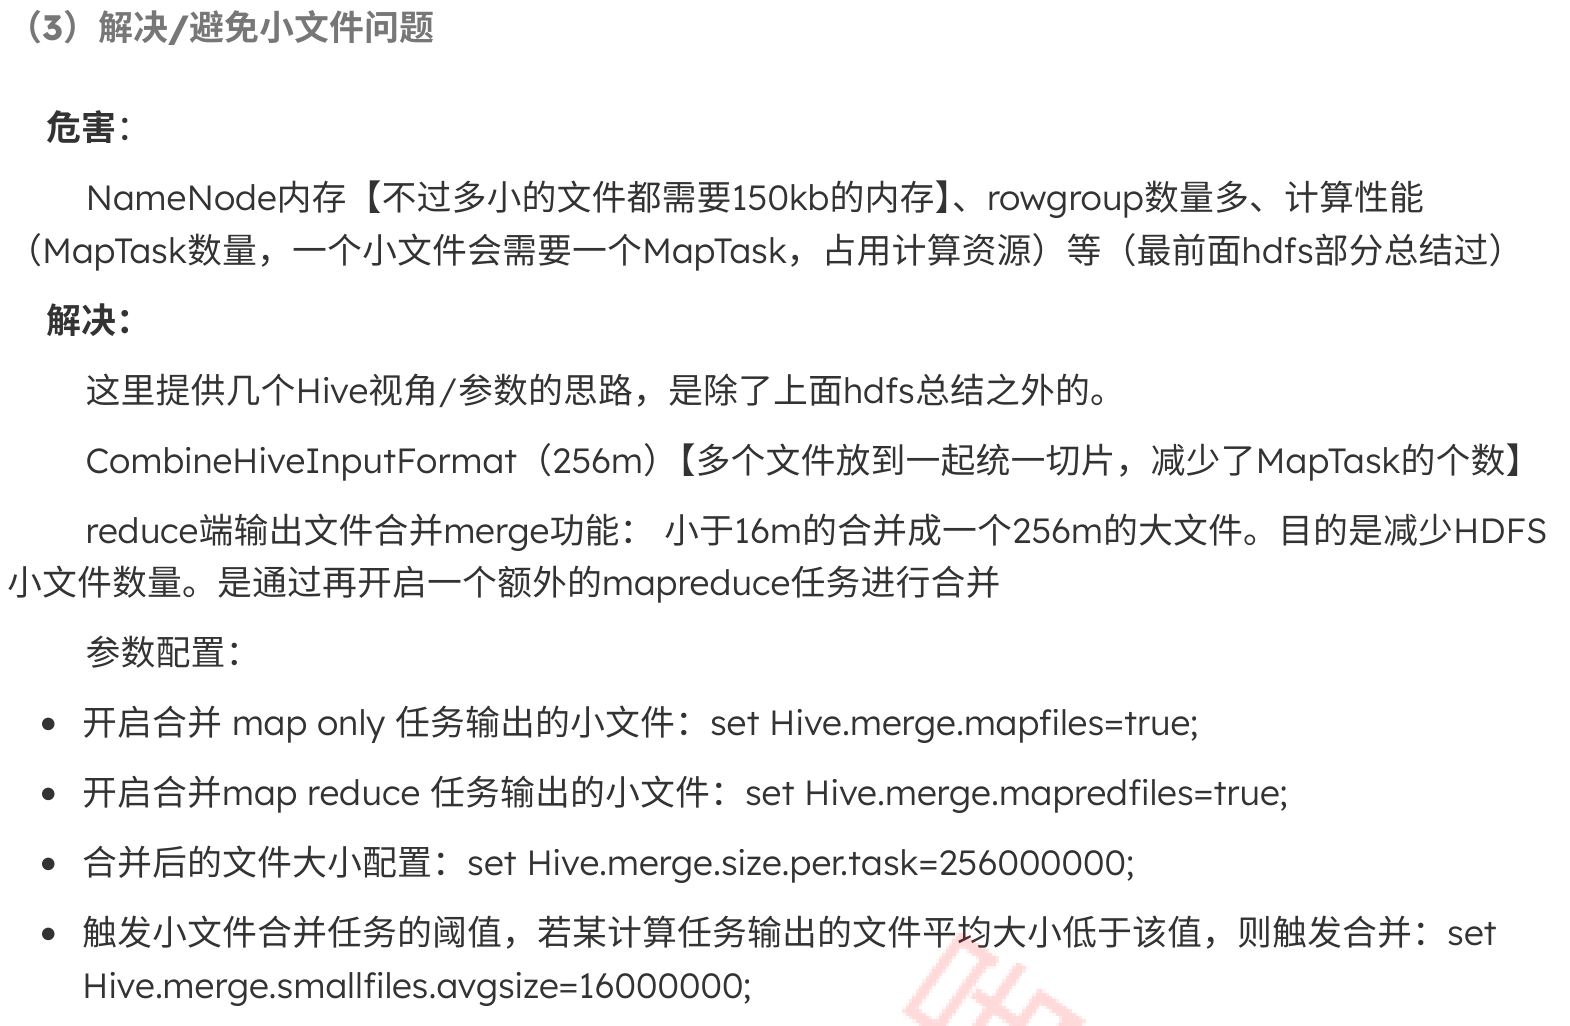 （3）解决/避免小文件问题
危害：
NameNode内存【不过多小的文件都需要150kb的内存】、rowgroup数量多、计算性能
（MapTask数量，一个小文件会需要一个MapTask，占用计算资源）等（最前面hdfs部分总结过）
解决：
这里提供几个Hive视角/参数的思路，是除了上面hdfs总结之外的。
CombineHiveInputFormat（256m）【多个文件放到一起统一切片，减少了MapTask的个数】
reduce端输出文件合并merge功能： 小于16m的合并成一个256m的大文件。目的是减少HDFS
小文件数量。是通过再开启一个额外的mapreduce任务进行合并
参数配置：
• 开启合并 map only 任务输出的小文件：set Hive.merge.mapfiles=true;
• 开启合并map reduce 任务输出的小文件：set Hive.merge.mapredfiles=true;
• 合并后的文件大小配置：set Hive.merge.size.per.task=256000000;
• 触发小文件合并任务的阈值，若某计算任务输出的文件平均大小低于该值，则触发合并：set
Hive.merge.smallfiles.avgsize=16000000;